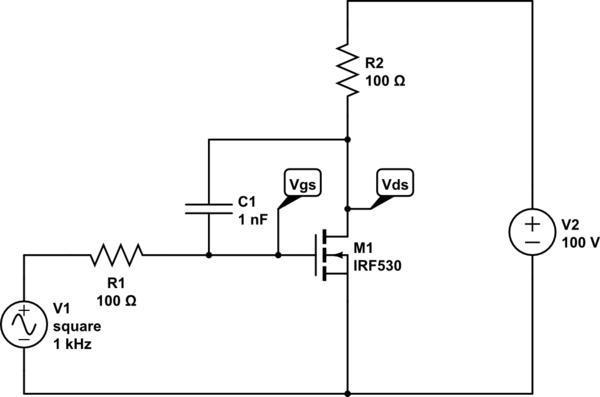 R2
100 Ω
C1
1 nF
Vgs
Vds
M1
IRF530
V2
100 V
R1
100 Ω
V1
square
1 kHz